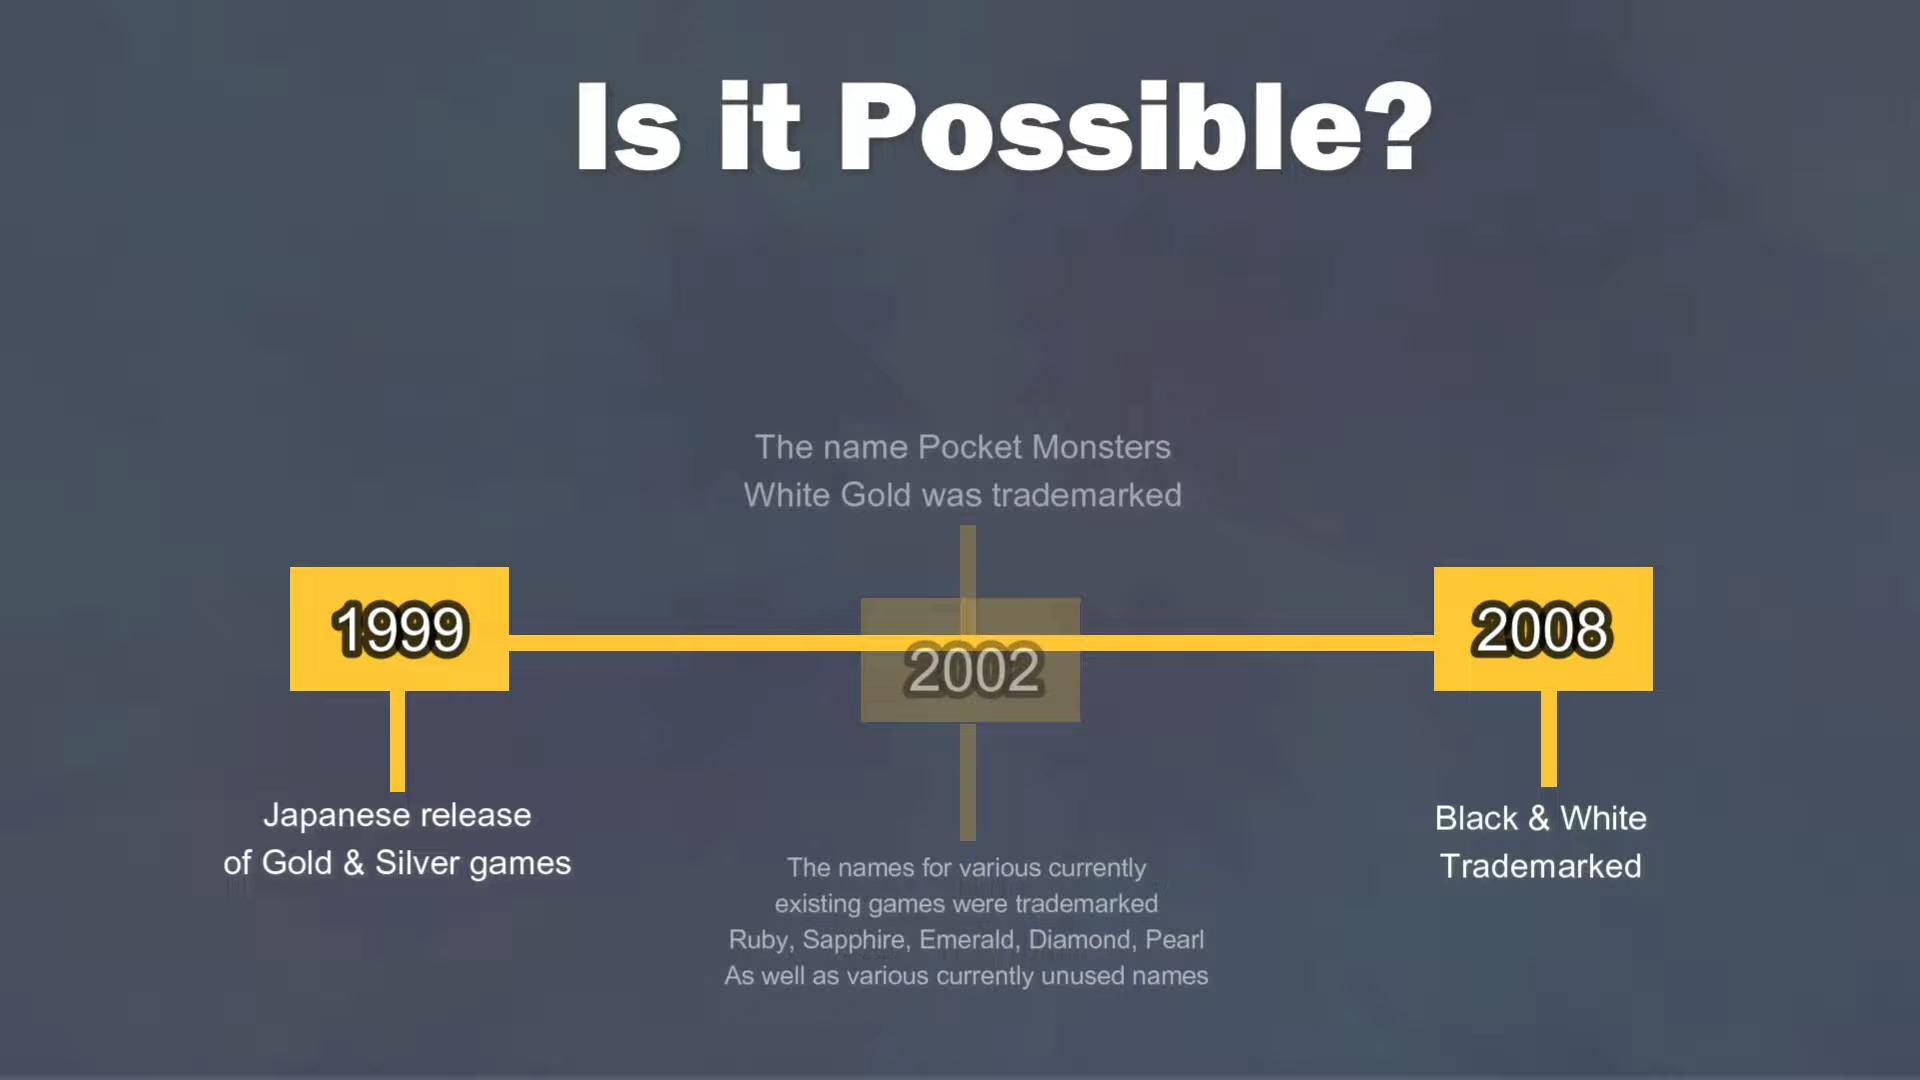 Is it Possible?
The name Pocket Monsters
White Gold was trademarked
1999
2002
2008
Japanese release
of Gold & Silver games
The names for various currently
existing games were trademarked
Ruby, Sapphire, Emerald, Diamond, Pearl
As well as various currently unused names
Black & White
Trademarked